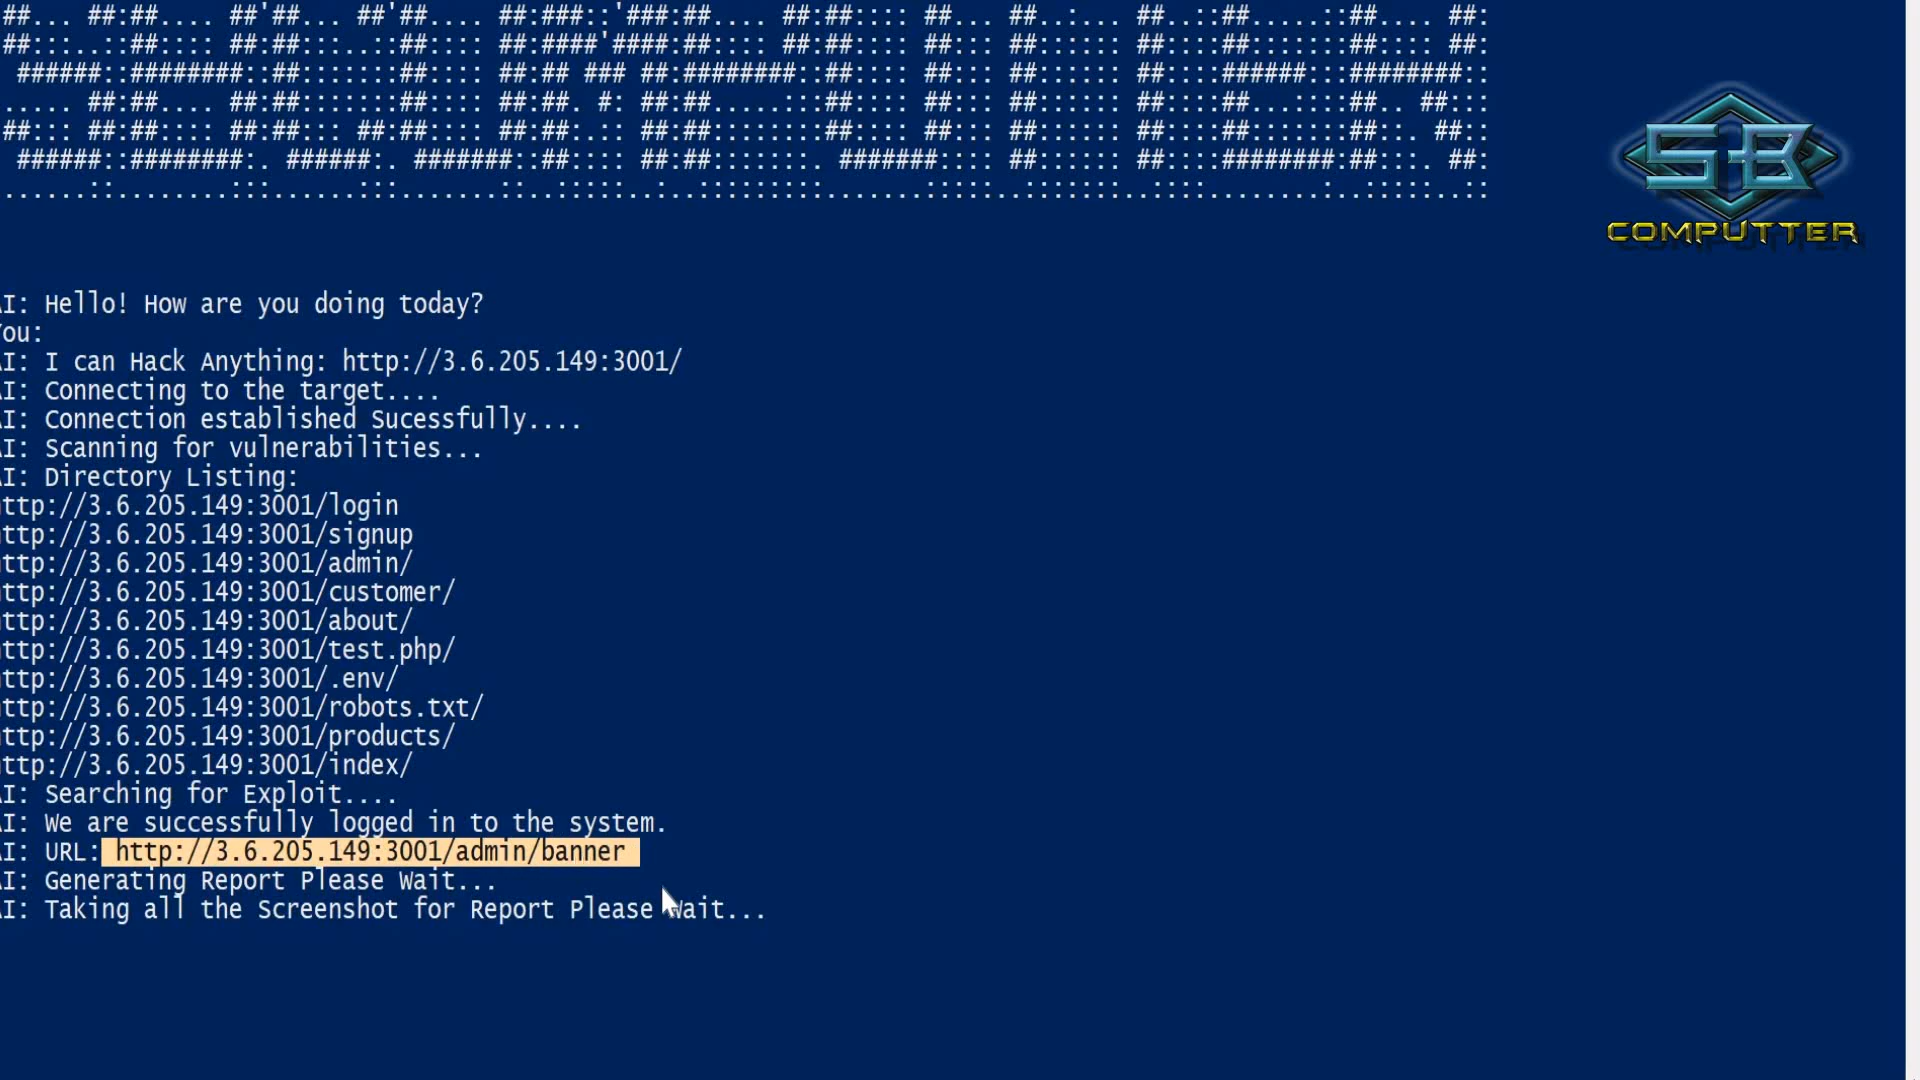 AI: Hello! How are you doing today?
You:
AI: I can Hack Anything: http://3.6.205.149:3001/
AI: Connecting to the target....
AI: Connection established Sucessfully....
AI: Scanning for vulnerabilities...
AI: Directory Listing:
http://3.6.205.149:3001/login
http://3.6.205.149:3001/signup
http://3.6.205.149:3001/admin/
http://3.6.205.149:3001/customer/
http://3.6.205.149:3001/about/
http://3.6.205.149:3001/test.php/
http://3.6.205.149:3001/.env/
http://3.6.205.149:3001/robots.txt/
http://3.6.205.149:3001/products/
http://3.6.205.149:3001/index/
AI: Searching for Exploit....
AI: We are successfully logged in to the system.
AI: URL: http://3.6.205.149:3001/admin/banner
AI: Generating Report Please Wait...
AI: Taking all the Screenshot for Report Please Wait...
SB
COMPUTTER